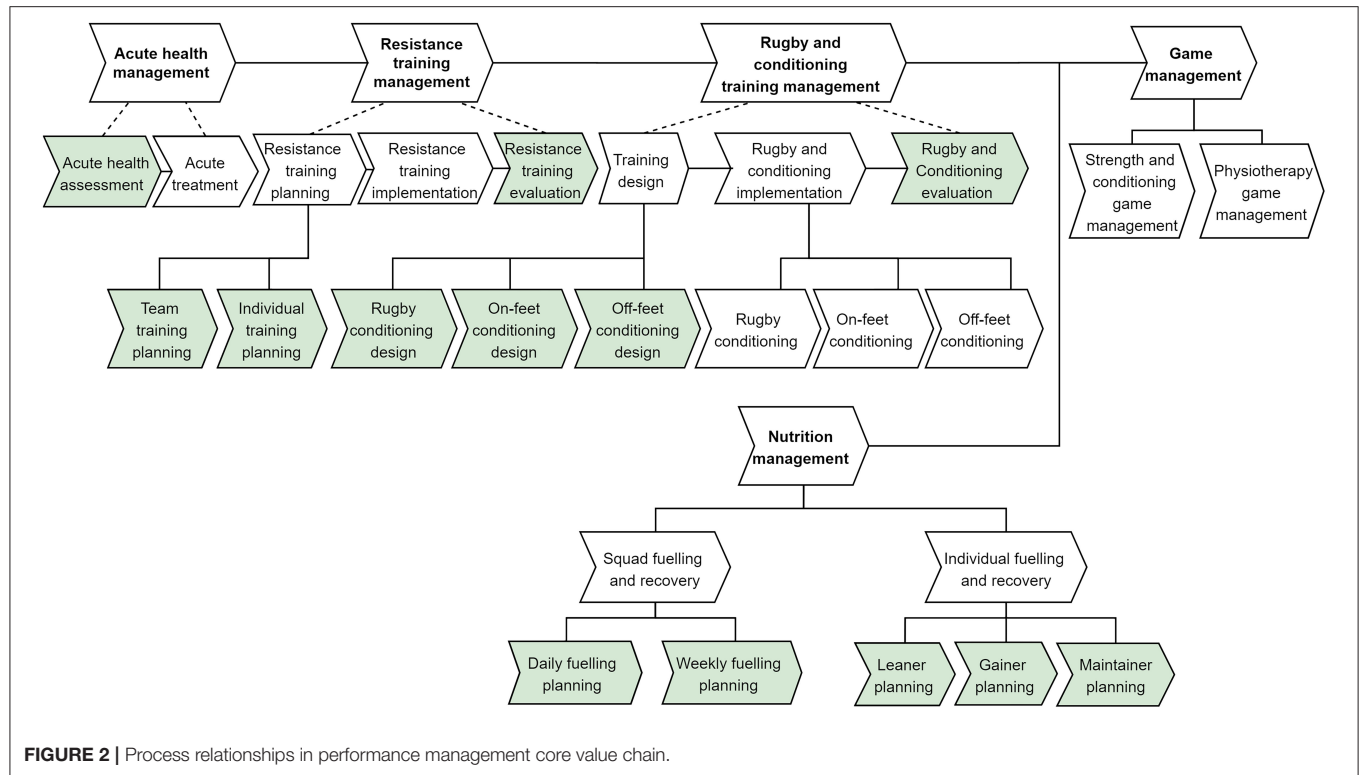 Acute health
management
Resistance
training
management
Rugby and
conditioning
training management
Game
management
Acute health
assessment
Acute
treatment
Resistance
training
planning
Resistance
training
implementation
Resistance
training
evaluation
Training
design
Rugby and
conditioning
implementation
Rugby and
Conditioning
evaluation
Strength and
conditioning
game
management
Physiotherapy
game
management
Team
training
planning
Individual
training
planning
Rugby
conditioning
design
On-feet
conditioning
design
Off-feet
conditioning
design
Rugby
conditioning
On-feet
conditioning
Off-feet
conditioning
Nutrition
management
Squad fuelling
and recovery
Individual fuelling
and recovery
Daily fuelling
planning
Weekly fuelling
planning
Leaner
planning
Gainer
planning
Maintainer
planning
FIGURE 2 | Process relationships in performance management core value chain.